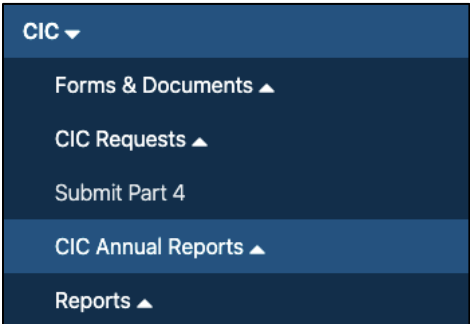 CIC
Forms & Documents
CIC Requests
Submit Part 4
CIC Annual Reports
Reports